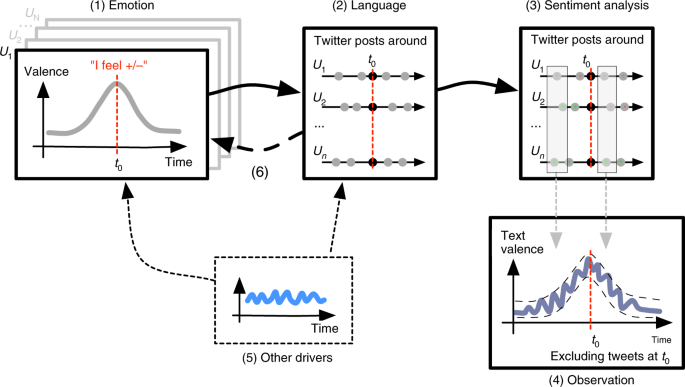 (1) Emotion
U_N
...
U_2
U_1
Valence
"I feel +/–"
t_0
Time
(2) Language
Twitter posts around
t_0
U_1
U_2
...
U_n
(3) Sentiment analysis
Twitter posts around
t_0
U_1
U_2
...
U_n
(6)
Time
(5) Other drivers
Text
valence
t_0
Time
Excluding tweets at t_0
(4) Observation